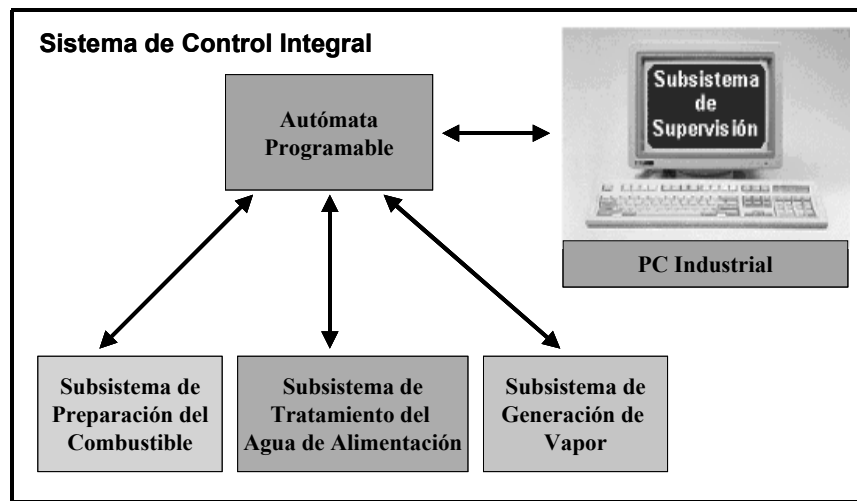 Sistema de Control Integral
Autómata
Programable
Subsistema
de
Supervisión
PC Industrial
Subsistema de
Preparación del
Combustible
Subsistema de
Tratamiento del
Agua de Alimentación
Subsistema de
Generación de
Vapor